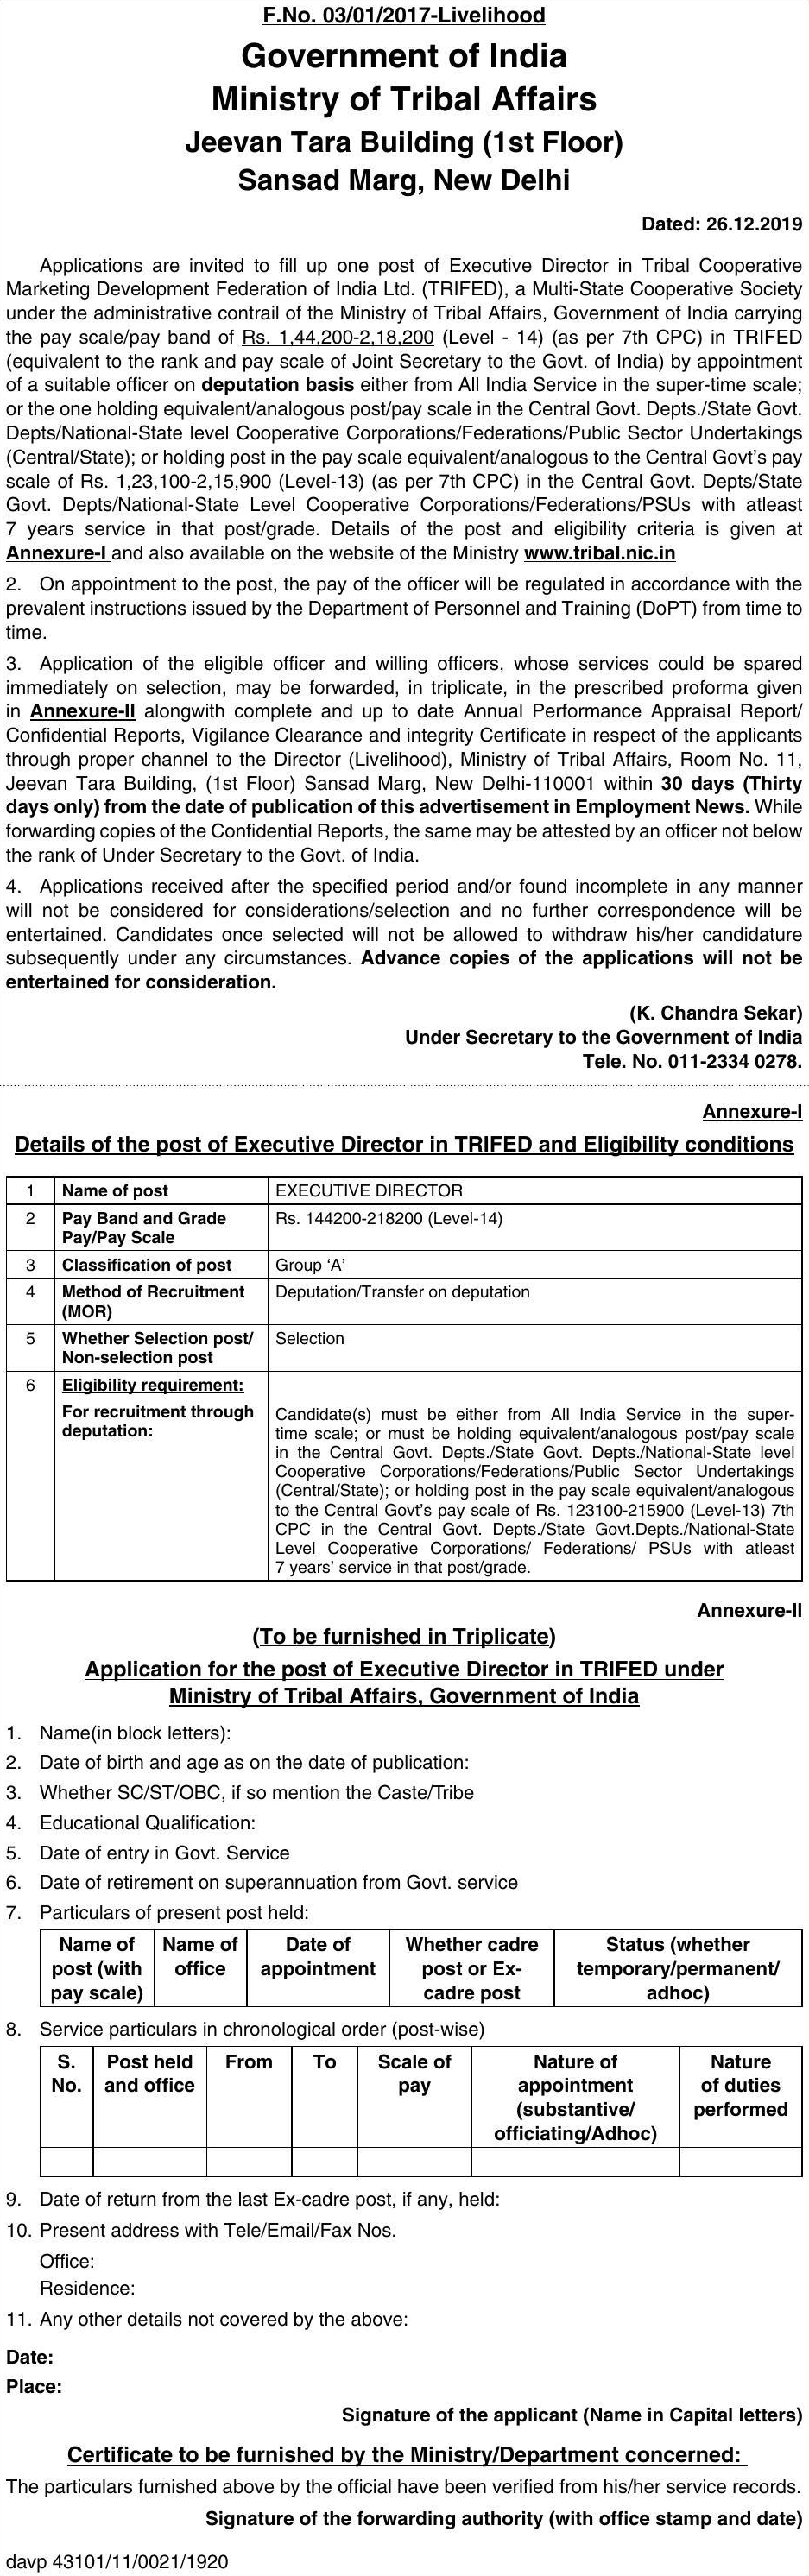 F.No. 03/01/2017-Livelihood
Government of India
Ministry of Tribal Affairs
Jeevan Tara Building (1st Floor)
Sansad Marg, New Delhi
Dated: 26.12.2019
Applications are invited to fill up one post of Executive Director in Tribal Cooperative
Marketing Development Federation of India Ltd. (TRIFED), a Multi-State Cooperative Society
under the administrative contrail of the Ministry of Tribal Affairs, Government of India carrying
the pay scale/pay band of Rs. 1,44,200-2,18,200 (Level - 14) (as per 7th CPC) in TRIFED
(equivalent to the rank and pay scale of Joint Secretary to the Govt. of India) by appointment
of a suitable officer on deputation basis either from All India Service in the super-time scale;
or the one holding equivalent/analogous post/pay scale in the Central Govt. Depts./State Govt.
Depts/National-State level Cooperative Corporations/Federations/Public Sector Undertakings
(Central/State); or holding post in the pay scale equivalent/analogous to the Central Govt's pay
scale of Rs. 1,23,100-2,15,900 (Level-13) (as per 7th CPC) in the Central Govt. Depts/State
Govt. Depts/National-State Level Cooperative Corporations/Federations/PSUs with atleast
7 years service in that post/grade. Details of the post and eligibility criteria is given at
Annexure-I and also available on the website of the Ministry www.tribal.nic.in
2. On appointment to the post, the pay of the officer will be regulated in accordance with the
prevalent instructions issued by the Department of Personnel and Training (DoPT) from time to
time.
3. Application of the eligible officer and willing officers, whose services could be spared
immediately on selection, may be forwarded, in triplicate, in the prescribed proforma given
in Annexure-II alongwith complete and up to date Annual Performance Appraisal Report/
Confidential Reports, Vigilance Clearance and integrity Certificate in respect of the applicants
through proper channel to the Director (Livelihood), Ministry of Tribal Affairs, Room No. 11,
Jeevan Tara Building, (1st Floor) Sansad Marg, New Delhi-110001 within 30 days (Thirty
days only) from the date of publication of this advertisement in Employment News. While
forwarding copies of the Confidential Reports, the same may be attested by an officer not below
the rank of Under Secretary to the Govt. of India.
4. Applications received after the specified period and/or found incomplete in any manner
will not be considered for considerations/selection and no further correspondence will be
entertained. Candidates once selected will not be allowed to withdraw his/her candidature
subsequently under any circumstances. Advance copies of the applications will not be
entertained for consideration.
(K. Chandra Sekar)
Under Secretary to the Government of India
Tele. No. 011-2334 0278.
Annexure-I
Details of the post of Executive Director in TRIFED and Eligibility conditions
1 Name of post EXECUTIVE DIRECTOR
2 Pay Band and Grade Rs. 144200-218200 (Level-14)
Pay/Pay Scale
3 Classification of post Group ‘A’
4 Method of Recruitment Deputation/Transfer on deputation
(MOR)
5 Whether Selection post/ Selection
Non-selection post
6 Eligibility requirement:
For recruitment through
deputation:
Candidate(s) must be either from All India Service in the super-
time scale; or must be holding equivalent/analogous post/pay scale
in the Central Govt. Depts./State Govt. Depts./National-State level
Cooperative Corporations/Federations/Public Sector Undertakings
(Central/State); or holding post in the pay scale equivalent/analogous
to the Central Govt's pay scale of Rs. 123100-215900 (Level-13) 7th
CPC in the Central Govt. Depts./State Govt.Depts./National-State
Level Cooperative Corporations/ Federations/ PSUs with atleast
7 years’ service in that post/grade.
Annexure-II
(To be furnished in Triplicate)
Application for the post of Executive Director in TRIFED under
Ministry of Tribal Affairs, Government of India
1. Name(in block letters):
2. Date of birth and age as on the date of publication:
3. Whether SC/ST/OBC, if so mention the Caste/Tribe
4. Educational Qualification:
5. Date of entry in Govt. Service
6. Date of retirement on superannuation from Govt. service
7. Particulars of present post held:
Name of Name of Date of Whether cadre Status (whether
post (with office appointment post or Ex- temporary/permanent/
pay scale) cadre post adhoc)
8. Service particulars in chronological order (post-wise)
S. Post held From To Scale of Nature of Nature
No. and office pay appointment of duties
(substantive/ performed
officiating/Adhoc)
9. Date of return from the last Ex-cadre post, if any, held:
10. Present address with Tele/Email/Fax Nos.
Office:
Residence:
11. Any other details not covered by the above:
Date:
Place:
Signature of the applicant (Name in Capital letters)
Certificate to be furnished by the Ministry/Department concerned:
The particulars furnished above by the official have been verified from his/her service records.
Signature of the forwarding authority (with office stamp and date)
davp 43101/11/0021/1920